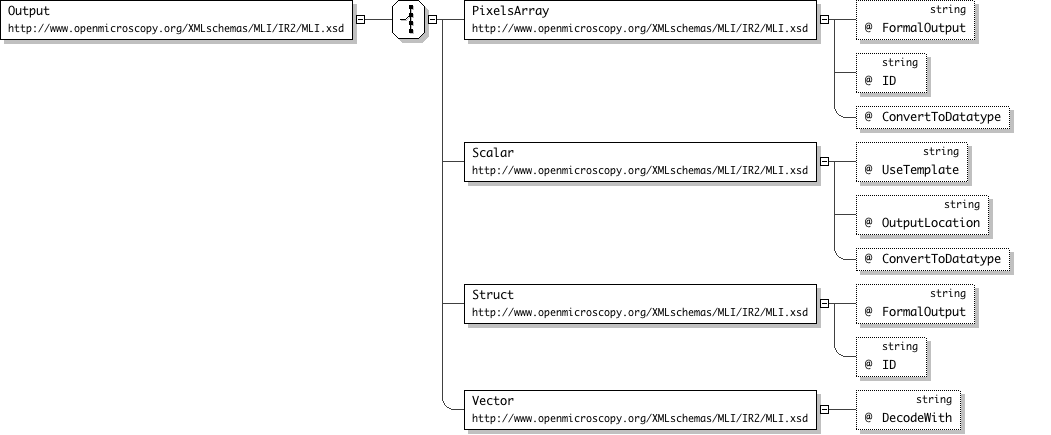 Output
http://www.openmicroscopy.org/XMLschemas/MLI/IR2/MLI.xsd
PixelsArray
http://www.openmicroscopy.org/XMLschemas/MLI/IR2/MLI.xsd
string
@ FormalOutput
string
@ ID
@ ConvertToDatatype
Scalar
http://www.openmicroscopy.org/XMLschemas/MLI/IR2/MLI.xsd
string
@ UseTemplate
string
@ OutputLocation
@ ConvertToDatatype
Struct
http://www.openmicroscopy.org/XMLschemas/MLI/IR2/MLI.xsd
string
@ FormalOutput
string
@ ID
Vector
http://www.openmicroscopy.org/XMLschemas/MLI/IR2/MLI.xsd
string
@ DecodeWith